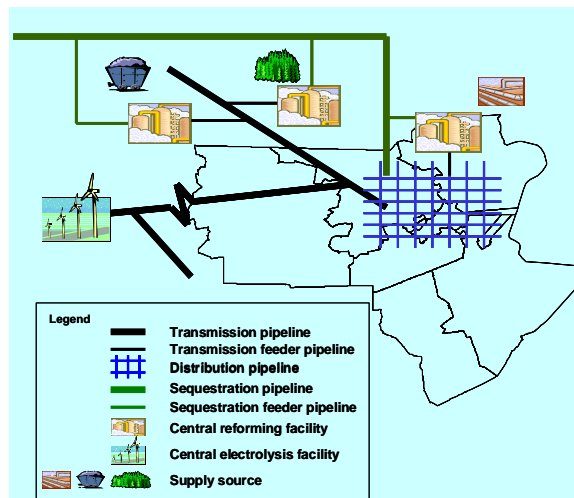 Legend
Transmission pipeline
Transmission feeder pipeline
Distribution pipeline
Sequestration pipeline
Sequestration feeder pipeline
Central reforming facility
Central electrolysis facility
Supply source